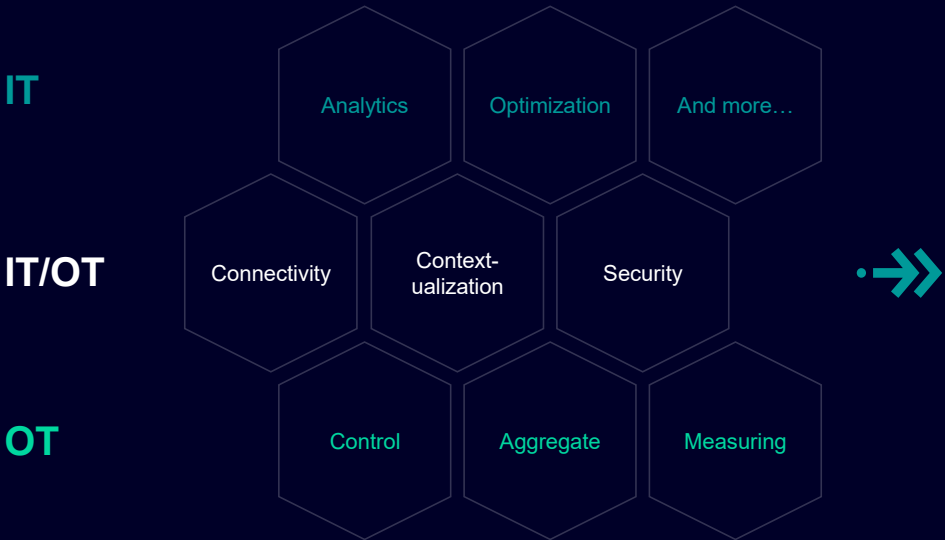 IT
Analytics
Optimization
And more…
IT/OT
Connectivity
Context-
ualization
Security
OT
Control
Aggregate
Measuring